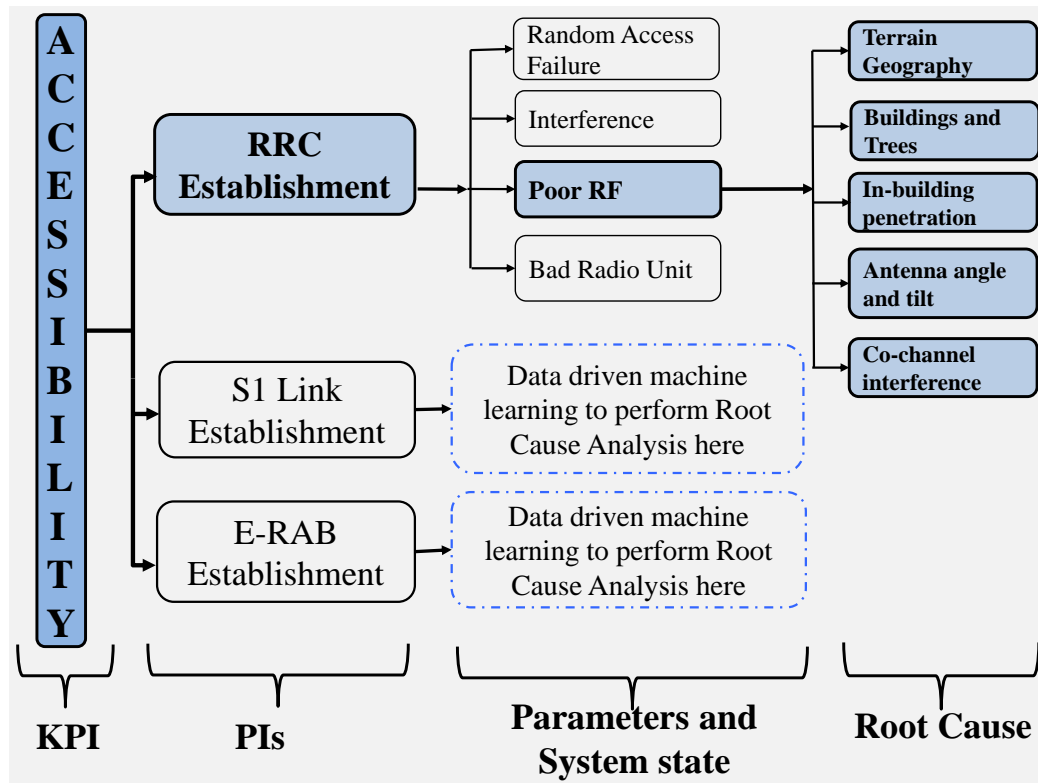 ACCESSIBILITY
RRC
Establishment
S1 Link
Establishment
E-RAB
Establishment
Random Access
Failure
Interference
Poor RF
Bad Radio Unit
Data driven machine
learning to perform Root
Cause Analysis here
Data driven machine
learning to perform Root
Cause Analysis here
Terrain
Geography
Buildings and
Trees
In-building
penetration
Antenna angle
and tilt
Co-channel
interference
KPI
PIs
Parameters and
System state
Root Cause